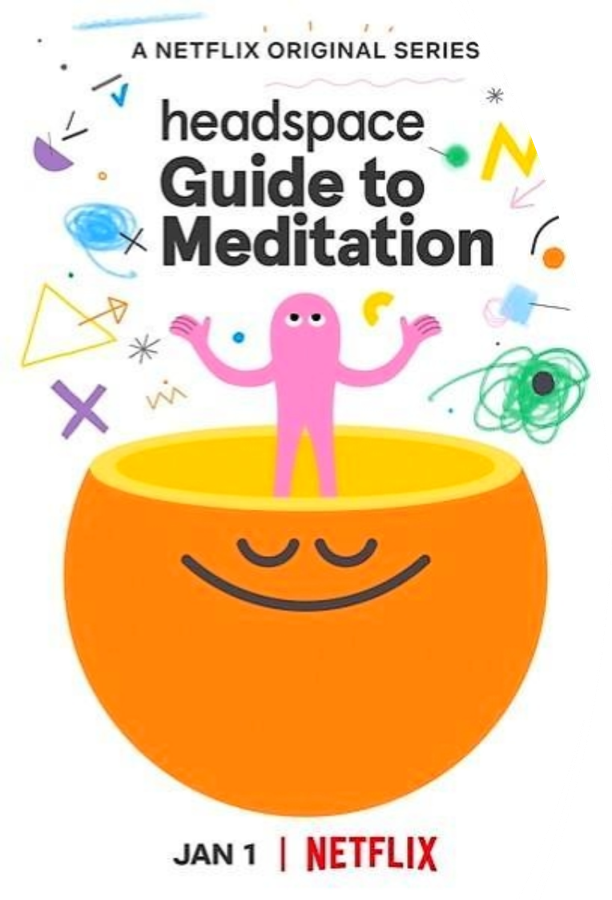 A NETFLIX ORIGINAL SERIES
headspace
Guide to
Meditation
JAN 1 | NETFLIX